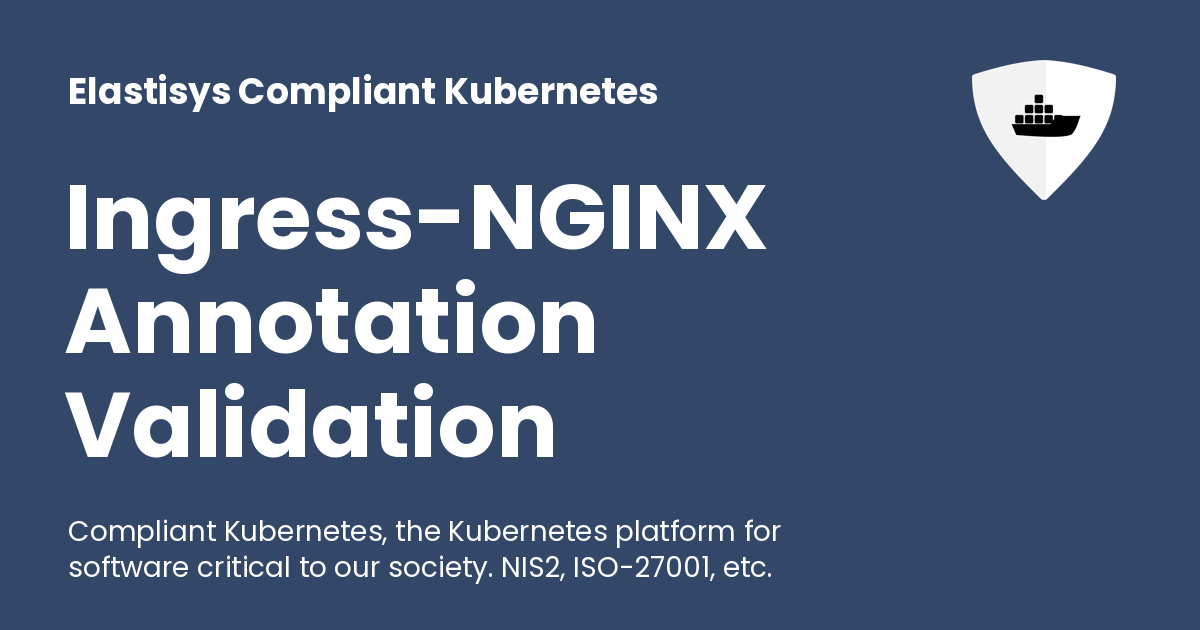 Elastisys Compliant Kubernetes
Ingress-NGINX
Annotation
Validation
Compliant Kubernetes, the Kubernetes platform for
software critical to our society. NIS2, ISO-27001, etc.